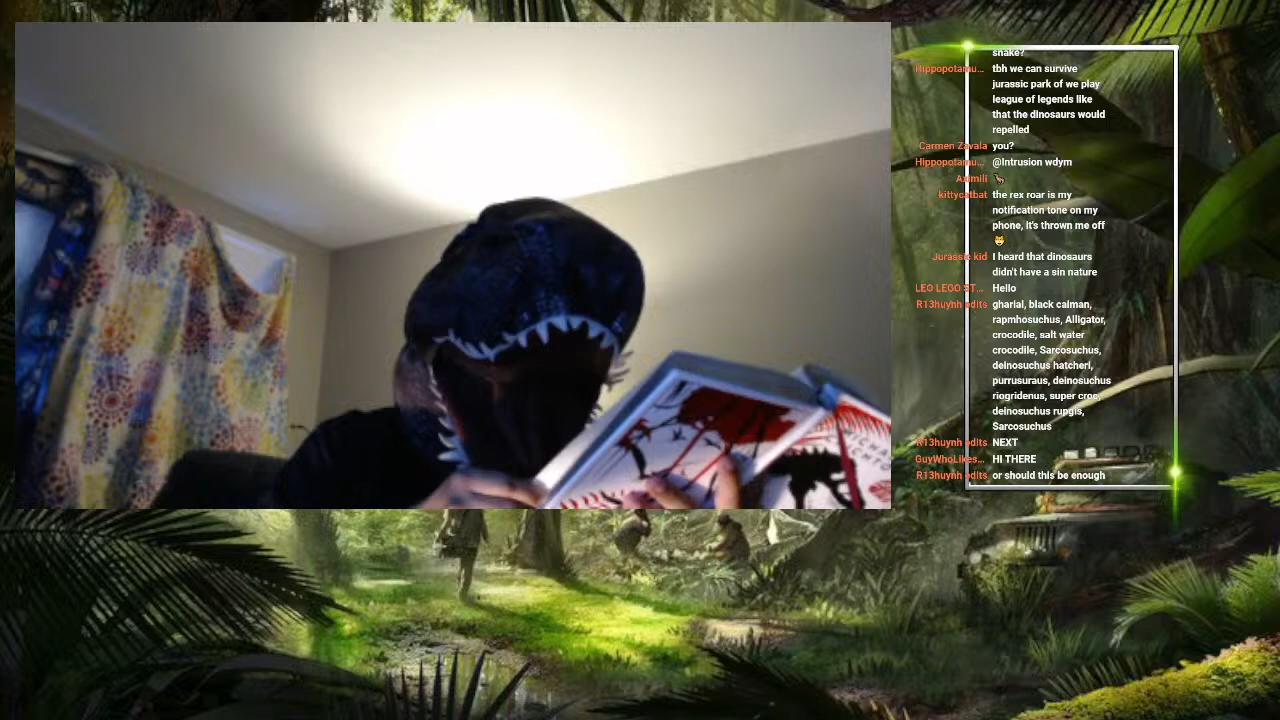 snake?
Hippopotamu... tbh we can survive
jurassic park of we play
league of legends like
that the dinosaurs would
repelled
Carmen Zavala you?
Hippopotamu... @Intrusion wdym
Azimili
kittycatbat the rex roar is my
notification tone on my
phone, it's thrown me off
Jurassic kid I heard that dinosaurs
didn't have a sin nature
LEO LEGO ST... Hello
R13huynh edits gharial, black caiman,
rapmhosuchus, Alligator,
crocodile, salt water
crocodile, Sarcosuchus,
deinosuchus hatcheri,
purrusuraus, deinosuchus
riogridenus, super croc,
deinosuchus rungis,
Sarcosuchus
R13huynh edits NEXT
GuyWhoLikes... HI THERE
R13huynh edits or should this be enough